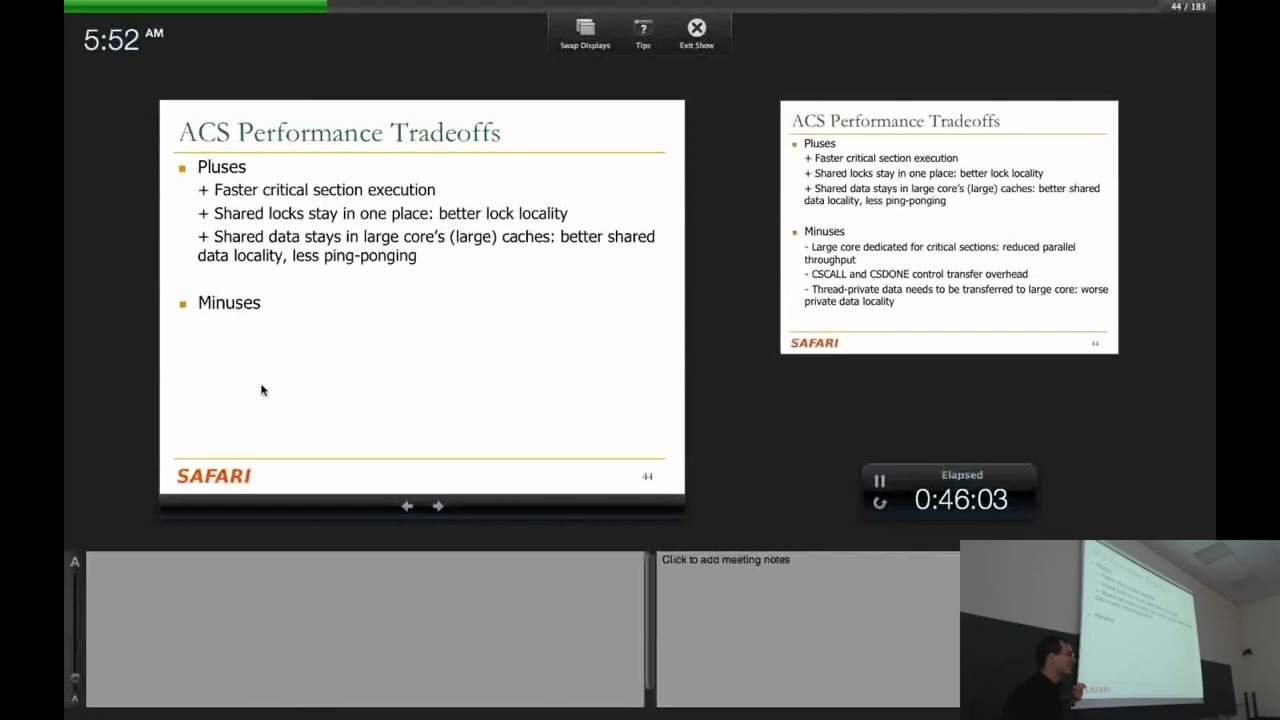 44 / 183
5:52 AM
Swap Displays
Tips
Exit Show
ACS Performance Tradeoffs
Pluses
+ Faster critical section execution
+ Shared locks stay in one place: better lock locality
+ Shared data stays in large core's (large) caches: better shared
data locality, less ping-ponging
Minuses
SAFARI
44
ACS Performance Tradeoffs
Pluses
+ Faster critical section execution
+ Shared locks stay in one place: better lock locality
+ Shared data stays in large core's (large) caches: better shared
data locality, less ping-ponging
Minuses
- Large core dedicated for critical sections: reduced parallel
throughput
- CSCALL and CSDONE control transfer overhead
- Thread-private data needs to be transferred to large core: worse
private data locality
SAFARI
44
Elapsed
0:46:03
A
A
Click to add meeting notes
SAFARI